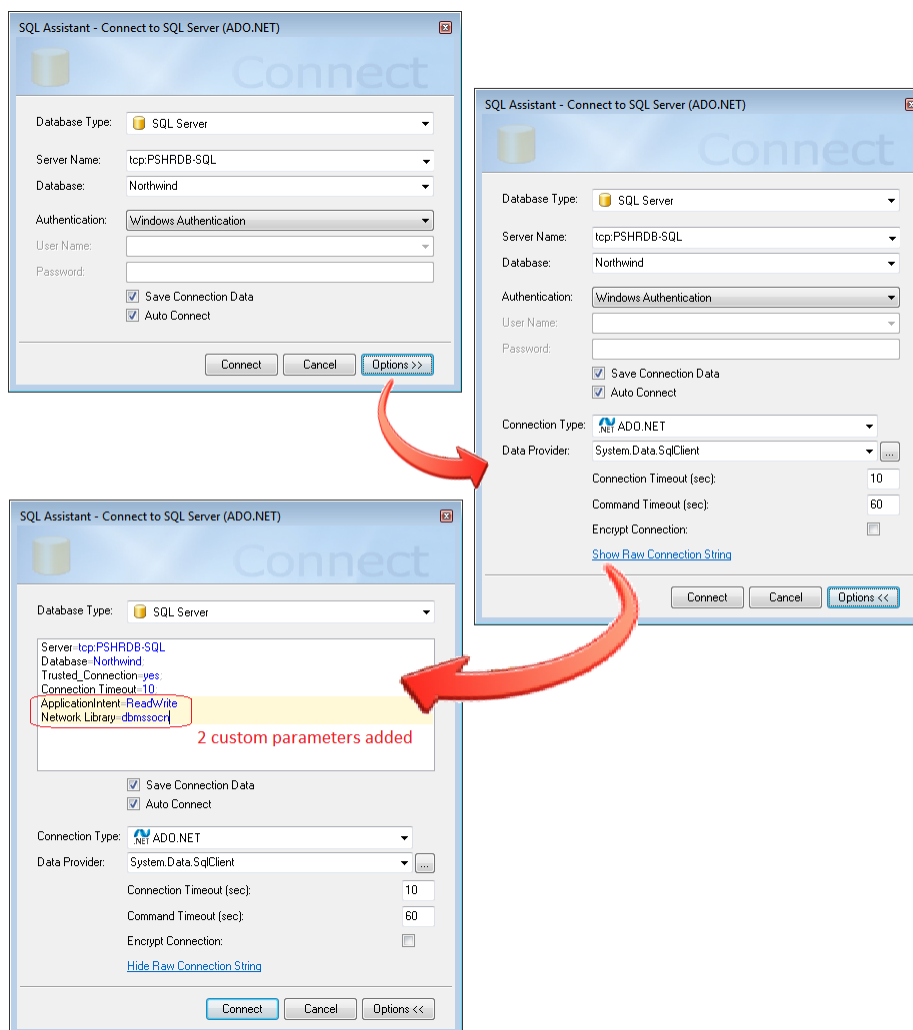 SQL Assistant - Connect to SQL Server (ADO.NET)
Connect
Database Type: SQL Server
Server Name: tcp:PSHRDB-SQL
Database: Northwind
Authentication: Windows Authentication
User Name:
Password:
Save Connection Data
Auto Connect
Connect Cancel Options >>
SQL Assistant - Connect to SQL Server (ADO.NET)
Connect
Database Type: SQL Server
Server Name: tcp:PSHRDB-SQL
Database: Northwind
Authentication: Windows Authentication
User Name:
Password:
Save Connection Data
Auto Connect
Connection Type: .NET ADO.NET
Data Provider: System.Data.SqlClient ...
Connection Timeout (sec): 10
Command Timeout (sec): 60
Encrypt Connection:
Show Raw Connection String
Connect Cancel Options <<
SQL Assistant - Connect to SQL Server (ADO.NET)
Connect
Database Type: SQL Server
Server=tcp:PSHRDB-SQL
Database=Northwind;
Trusted_Connection=yes;
Connection Timeout=10;
ApplicationIntent=ReadWrite
Network Library=dbmssocn
2 custom parameters added
Save Connection Data
Auto Connect
Connection Type: .NET ADO.NET
Data Provider: System.Data.SqlClient ...
Connection Timeout (sec): 10
Command Timeout (sec): 60
Encrypt Connection:
Hide Raw Connection String
Connect Cancel Options <<